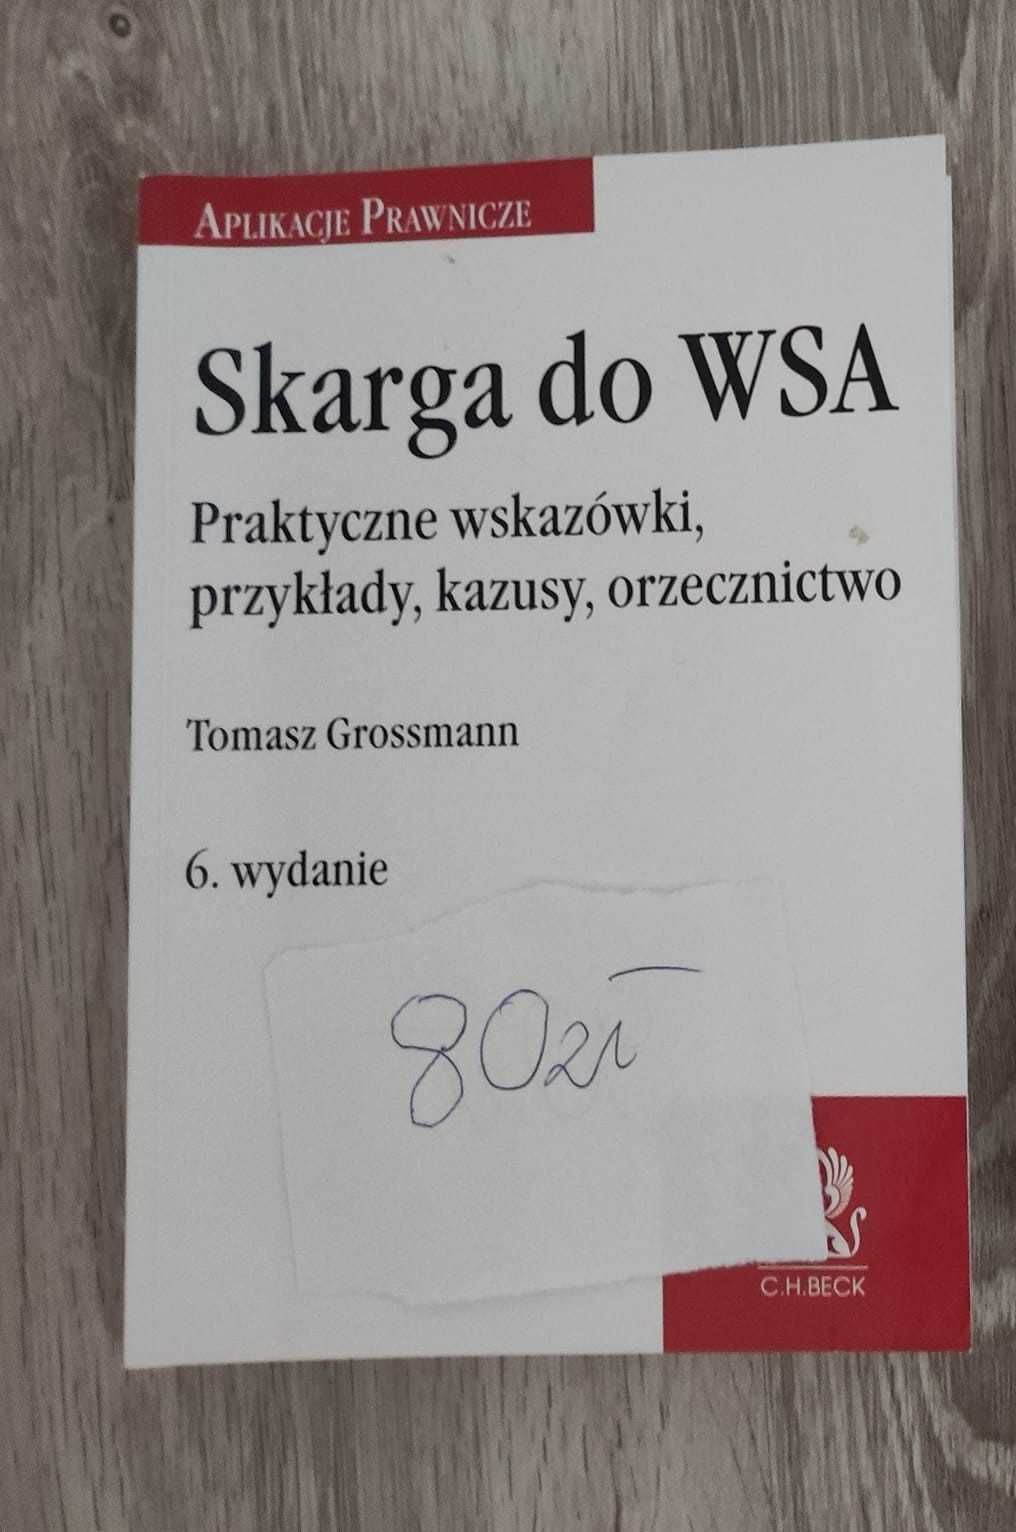 APLIKACJE PRAWNICZE
Skarga do WSA
Praktyczne wskazówki,
przykłady, kazusy, orzecznictwo
Tomasz Grossmann
6. wydanie
80zł
C.H.BECK